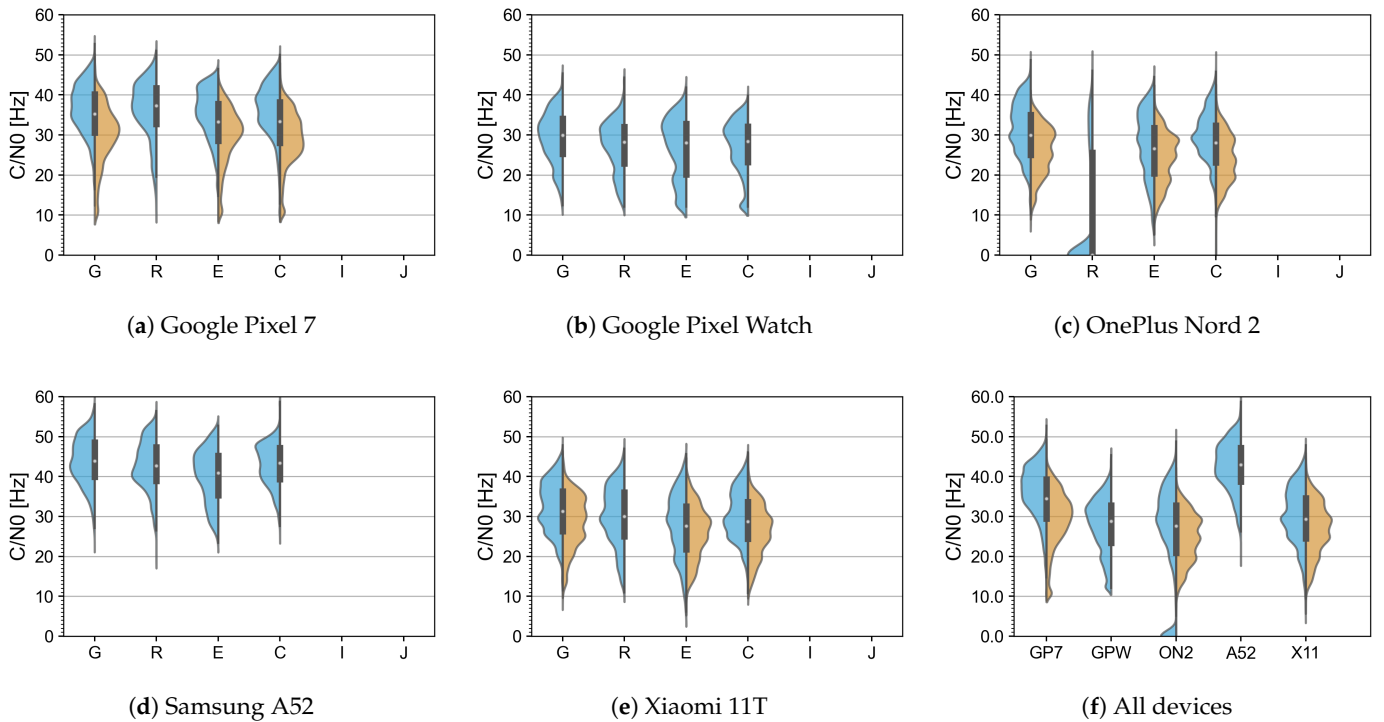 60
50
40
30
20
10
0
C/N0 [Hz]
G R E C I J
(a) Google Pixel 7
60
50
40
30
20
10
0
C/N0 [Hz]
G R E C I J
(b) Google Pixel Watch
60
50
40
30
20
10
0
C/N0 [Hz]
G R E C I J
(c) OnePlus Nord 2
60
50
40
30
20
10
0
C/N0 [Hz]
G R E C I J
(d) Samsung A52
60
50
40
30
20
10
0
C/N0 [Hz]
G R E C I J
(e) Xiaomi 11T
60.0
50.0
40.0
30.0
20.0
10.0
0.0
C/N0 [Hz]
GP7 GPW ON2 A52 X11
(f) All devices